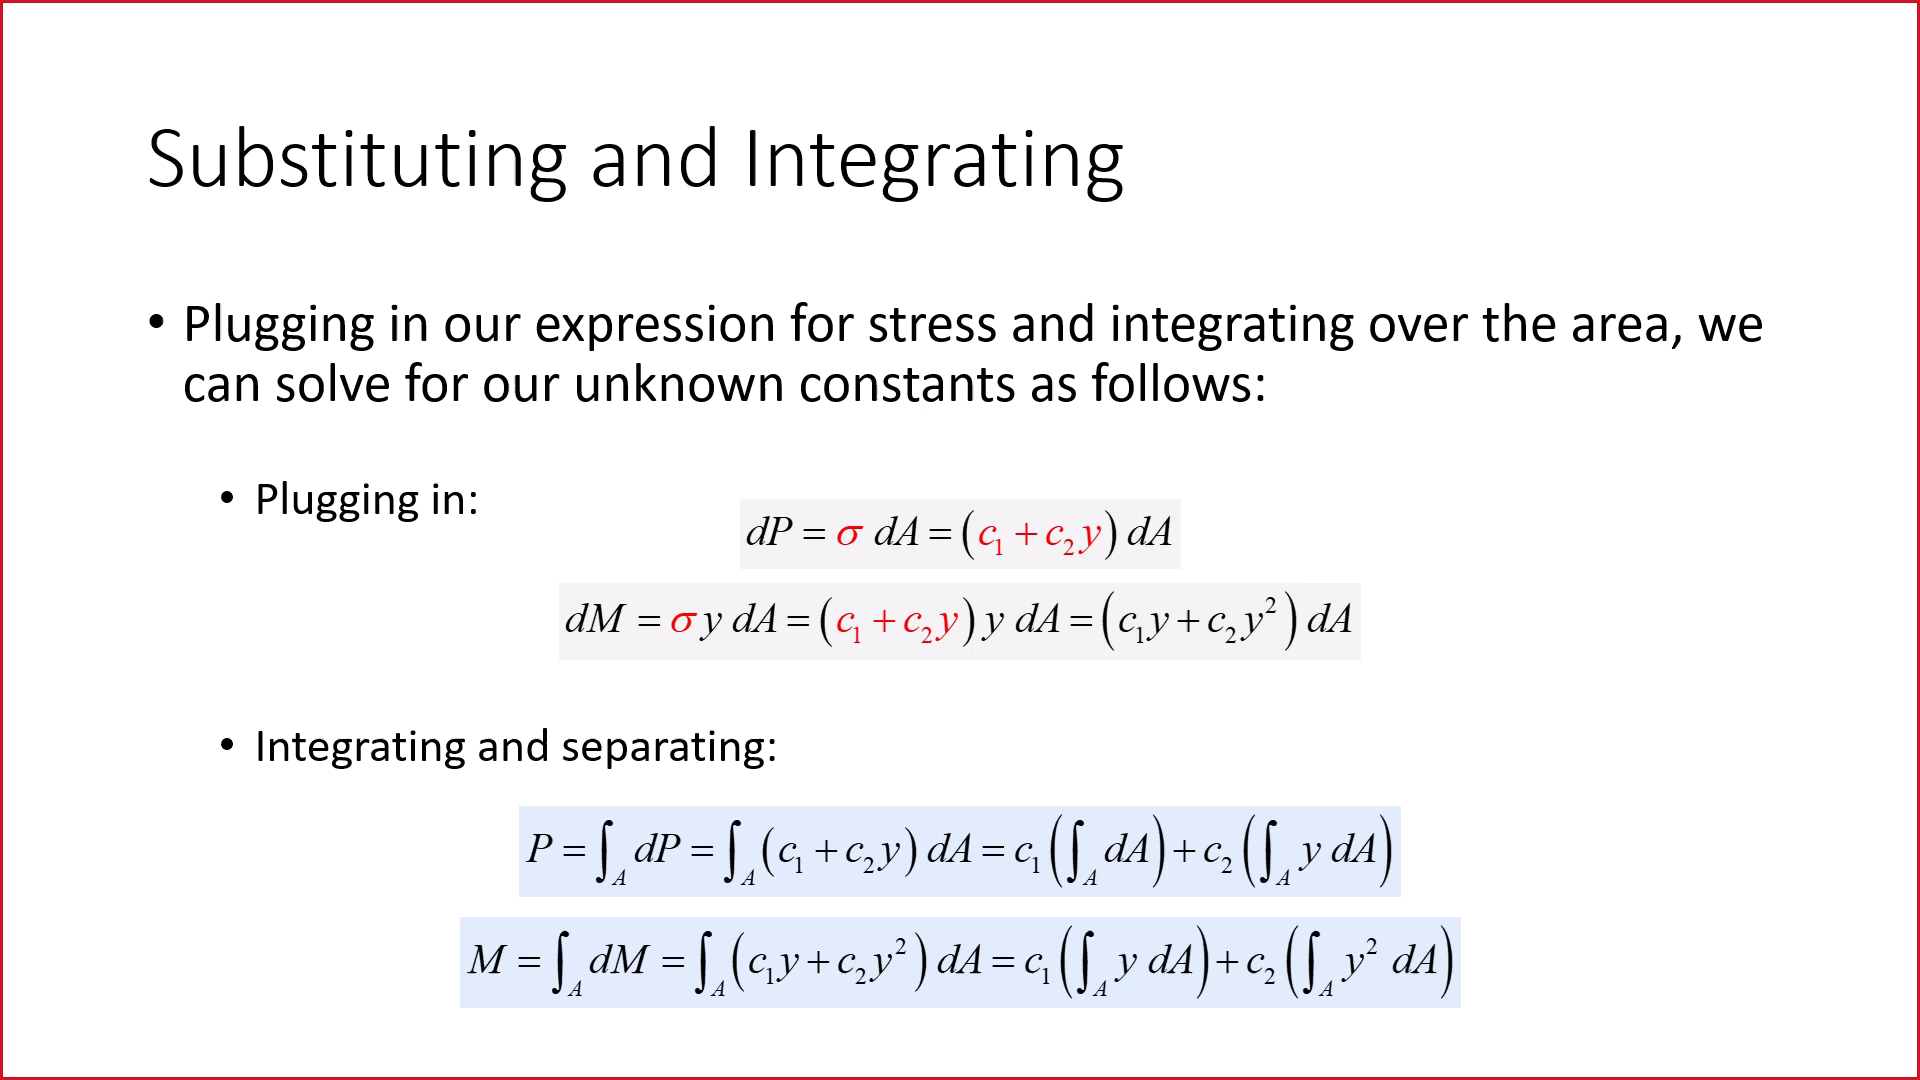 Substituting and Integrating
• Plugging in our expression for stress and integrating over the area, we
can solve for our unknown constants as follows:
• Plugging in:
dP = σ dA = (c₁ + c₂y) dA
dM = σ y dA = (c₁ + c₂y) y dA = (c₁y + c₂y²) dA
• Integrating and separating:
P = ∫_A dP = ∫_A (c₁ + c₂y) dA = c₁(∫_A dA) + c₂(∫_A y dA)
M = ∫_A dM = ∫_A (c₁y + c₂y²) dA = c₁(∫_A y dA) + c₂(∫_A y² dA)